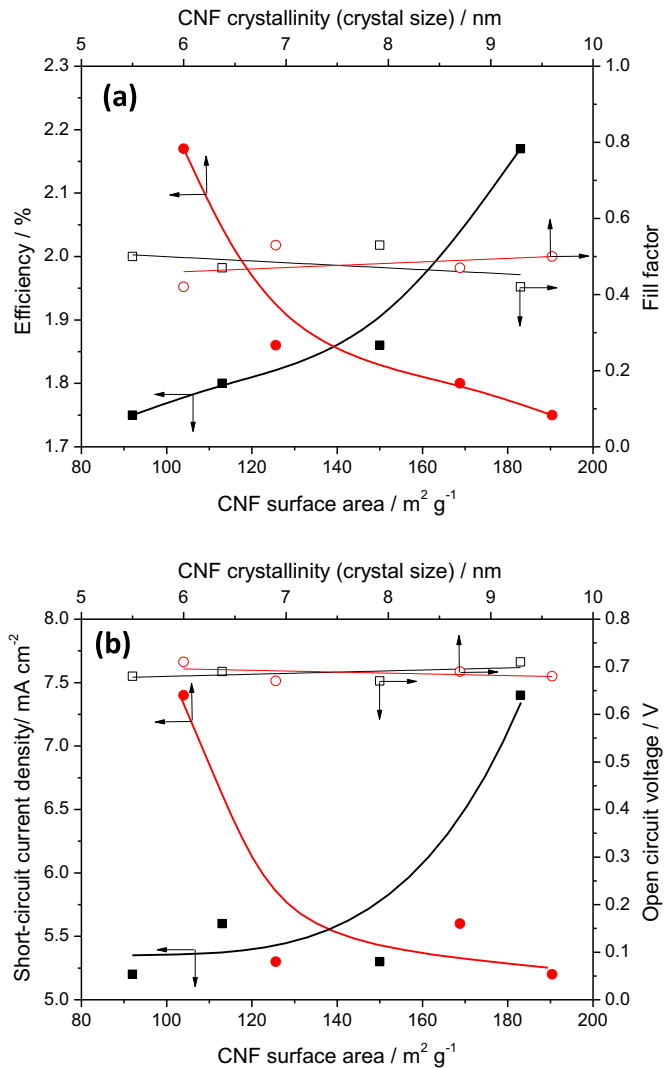 CNF crystallinity (crystal size) / nm
5 6 7 8 9 10
(a)
2.3
2.2
2.1
2.0
1.9
1.8
1.7
Efficiency / %
1.0
0.8
0.6
0.4
0.2
0.0
Fill factor
80 100 120 140 160 180 200
CNF surface area / m² g⁻¹
CNF crystallinity (crystal size) / nm
5 6 7 8 9 10
(b)
8.0
7.5
7.0
6.5
6.0
5.5
5.0
Short-circuit current density/ mA cm⁻²
0.8
0.7
0.6
0.5
0.4
0.3
0.2
0.1
0.0
Open circuit voltage / V
80 100 120 140 160 180 200
CNF surface area / m² g⁻¹